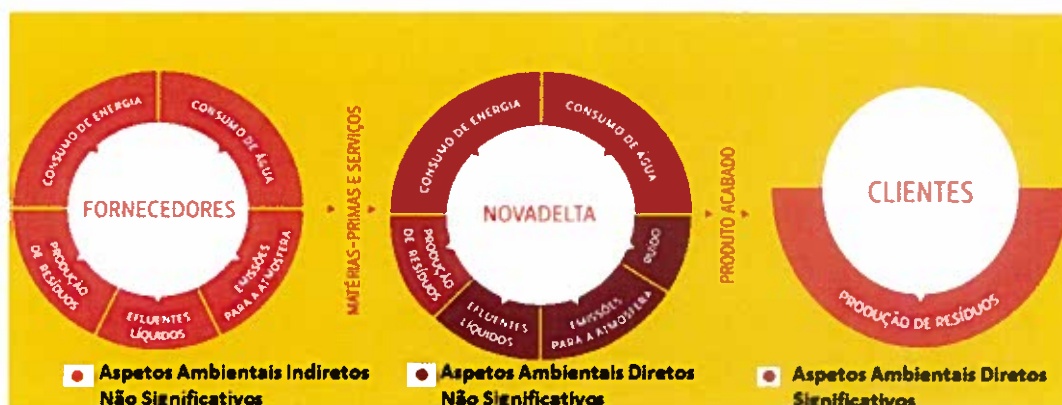 CONSUMO DE ENERGIA
CONSUMO DE ÁGUA
FORNECEDORES
PRODUÇÃO
DE RESÍDUOS
EFLUENTES
LÍQUIDOS
EMISSÕES
PARA A ATMOSFERA
MATÉRIAS-PRIMAS E SERVIÇOS
CONSUMO DE ENERGIA
CONSUMO DE ÁGUA
NOVADELTA
PRODUÇÃO
DE RESÍDUOS
EFLUENTES
LÍQUIDOS
EMISSÕES
PARA A ATMOSFERA
RUÍDO
PRODUTO ACABADO
CLIENTES
PRODUÇÃO DE RESÍDUOS
Aspetos Ambientais Indiretos
Não Significativos
Aspetos Ambientais Diretos
Não Significativos
Aspetos Ambientais Diretos
Significativos